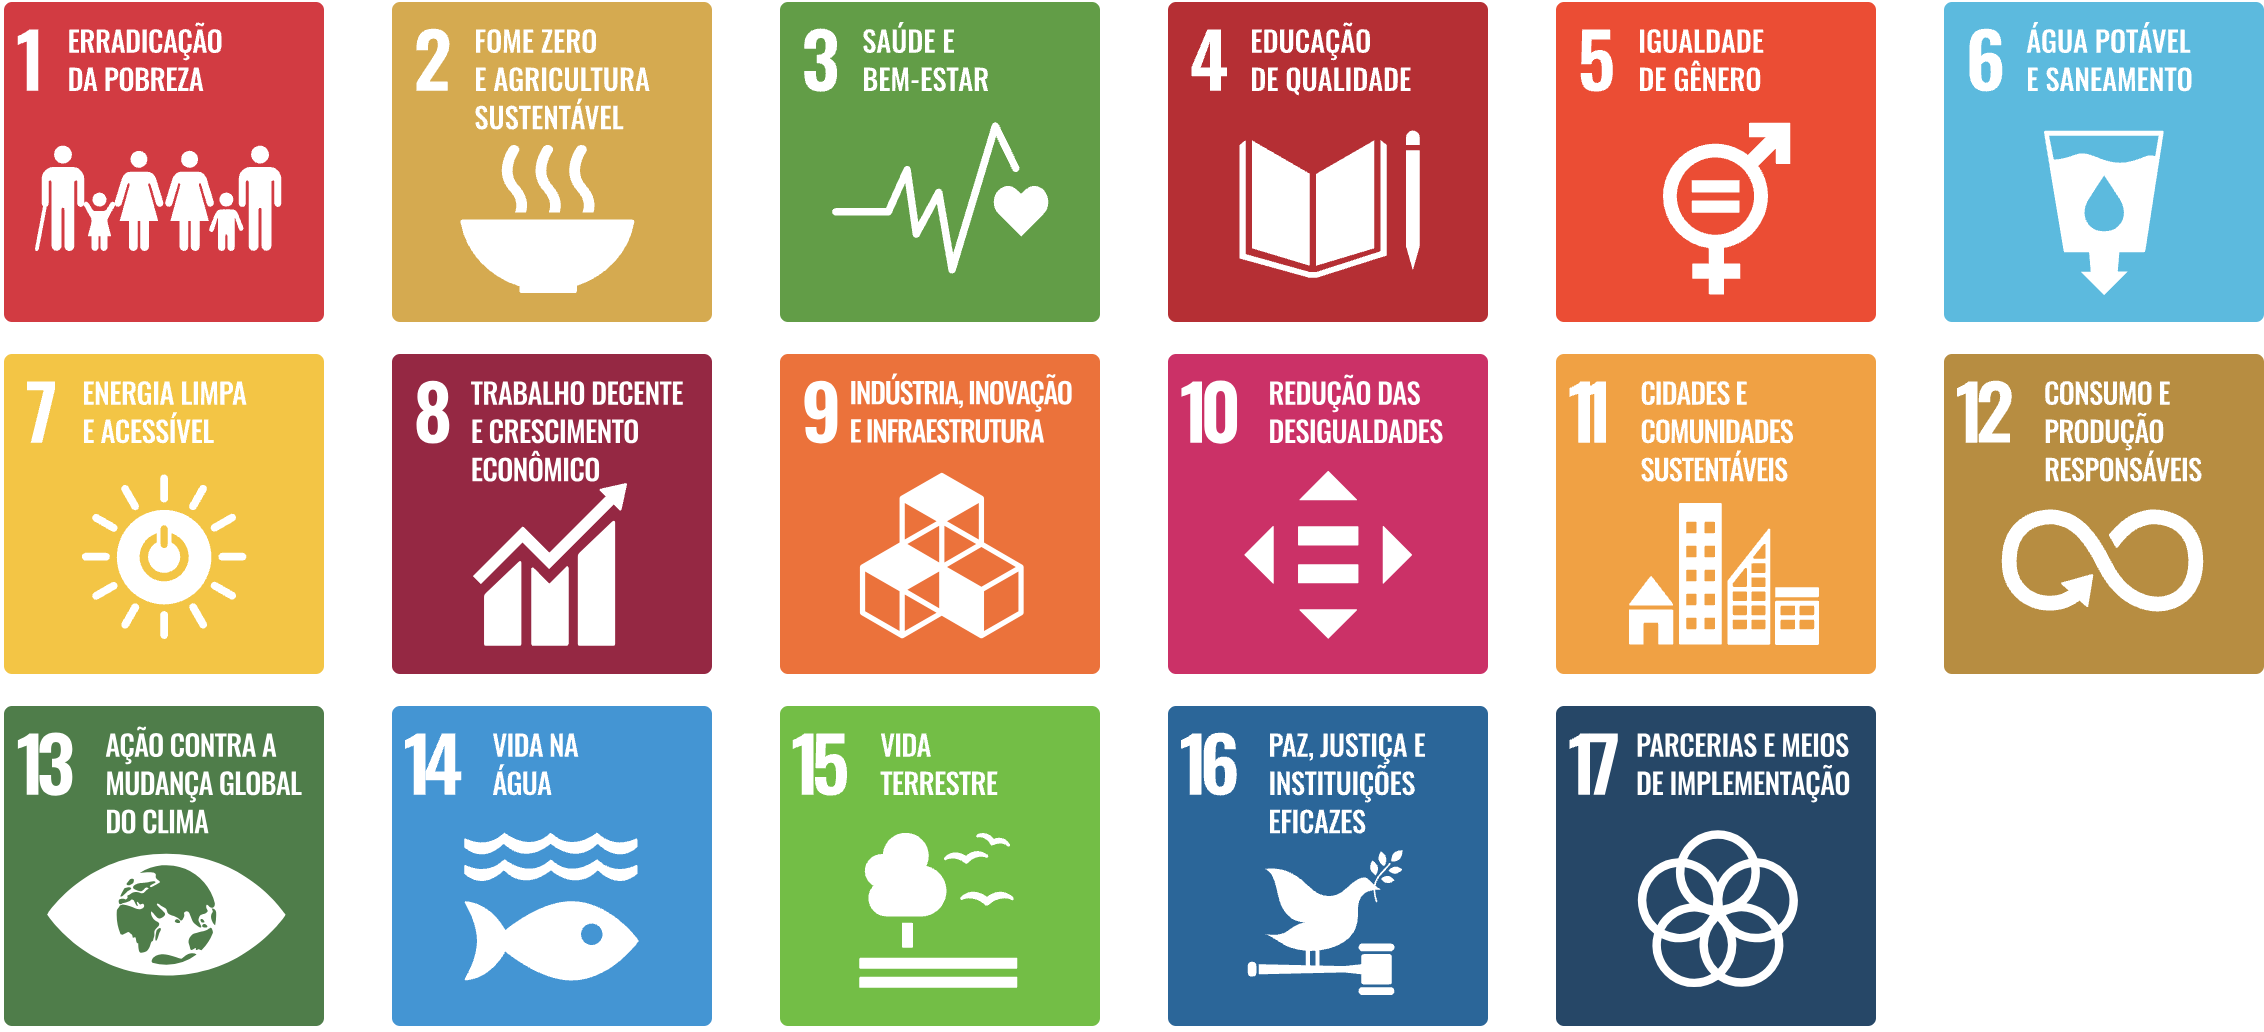 1 ERRADICAÇÃO
DA POBREZA
2 FOME ZERO
E AGRICULTURA
SUSTENTÁVEL
3 SAÚDE E
BEM-ESTAR
4 EDUCAÇÃO
DE QUALIDADE
5 IGUALDADE
DE GÊNERO
6 ÁGUA POTÁVEL
E SANEAMENTO
7 ENERGIA LIMPA
E ACESSÍVEL
8 TRABALHO DECENTE
E CRESCIMENTO
ECONÔMICO
9 INDÚSTRIA, INOVAÇÃO
E INFRAESTRUTURA
10 REDUÇÃO DAS
DESIGUALDADES
11 CIDADES E
COMUNIDADES
SUSTENTÁVEIS
12 CONSUMO E
PRODUÇÃO
RESPONSÁVEIS
13 AÇÃO CONTRA A
MUDANÇA GLOBAL
DO CLIMA
14 VIDA NA
ÁGUA
15 VIDA
TERRESTRE
16 PAZ, JUSTIÇA E
INSTITUIÇÕES
EFICAZES
17 PARCERIAS E MEIOS
DE IMPLEMENTAÇÃO